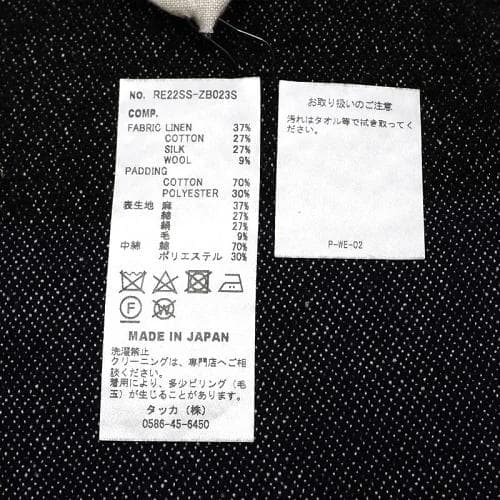 NO. RE22SS-ZB023S
COMP.
FABRIC LINEN 37%
COTTON 27%
SILK 27%
WOOL 9%
PADDING
COTTON 70%
POLYESTER 30%
表生地 麻 37%
綿 27%
絹 27%
毛 9%
中綿 綿 70%
ポリエステル 30%
F
W
MADE IN JAPAN
洗濯禁止
クリーニングは、専門店へご相
談ください。
着用により、多少ピリング（毛
玉）が生じることがあります。
タッカ（株）
0586-45-6450
お取り扱いのご注意
汚れはタオル等で拭き取ってく
ださい。
P-WE-02